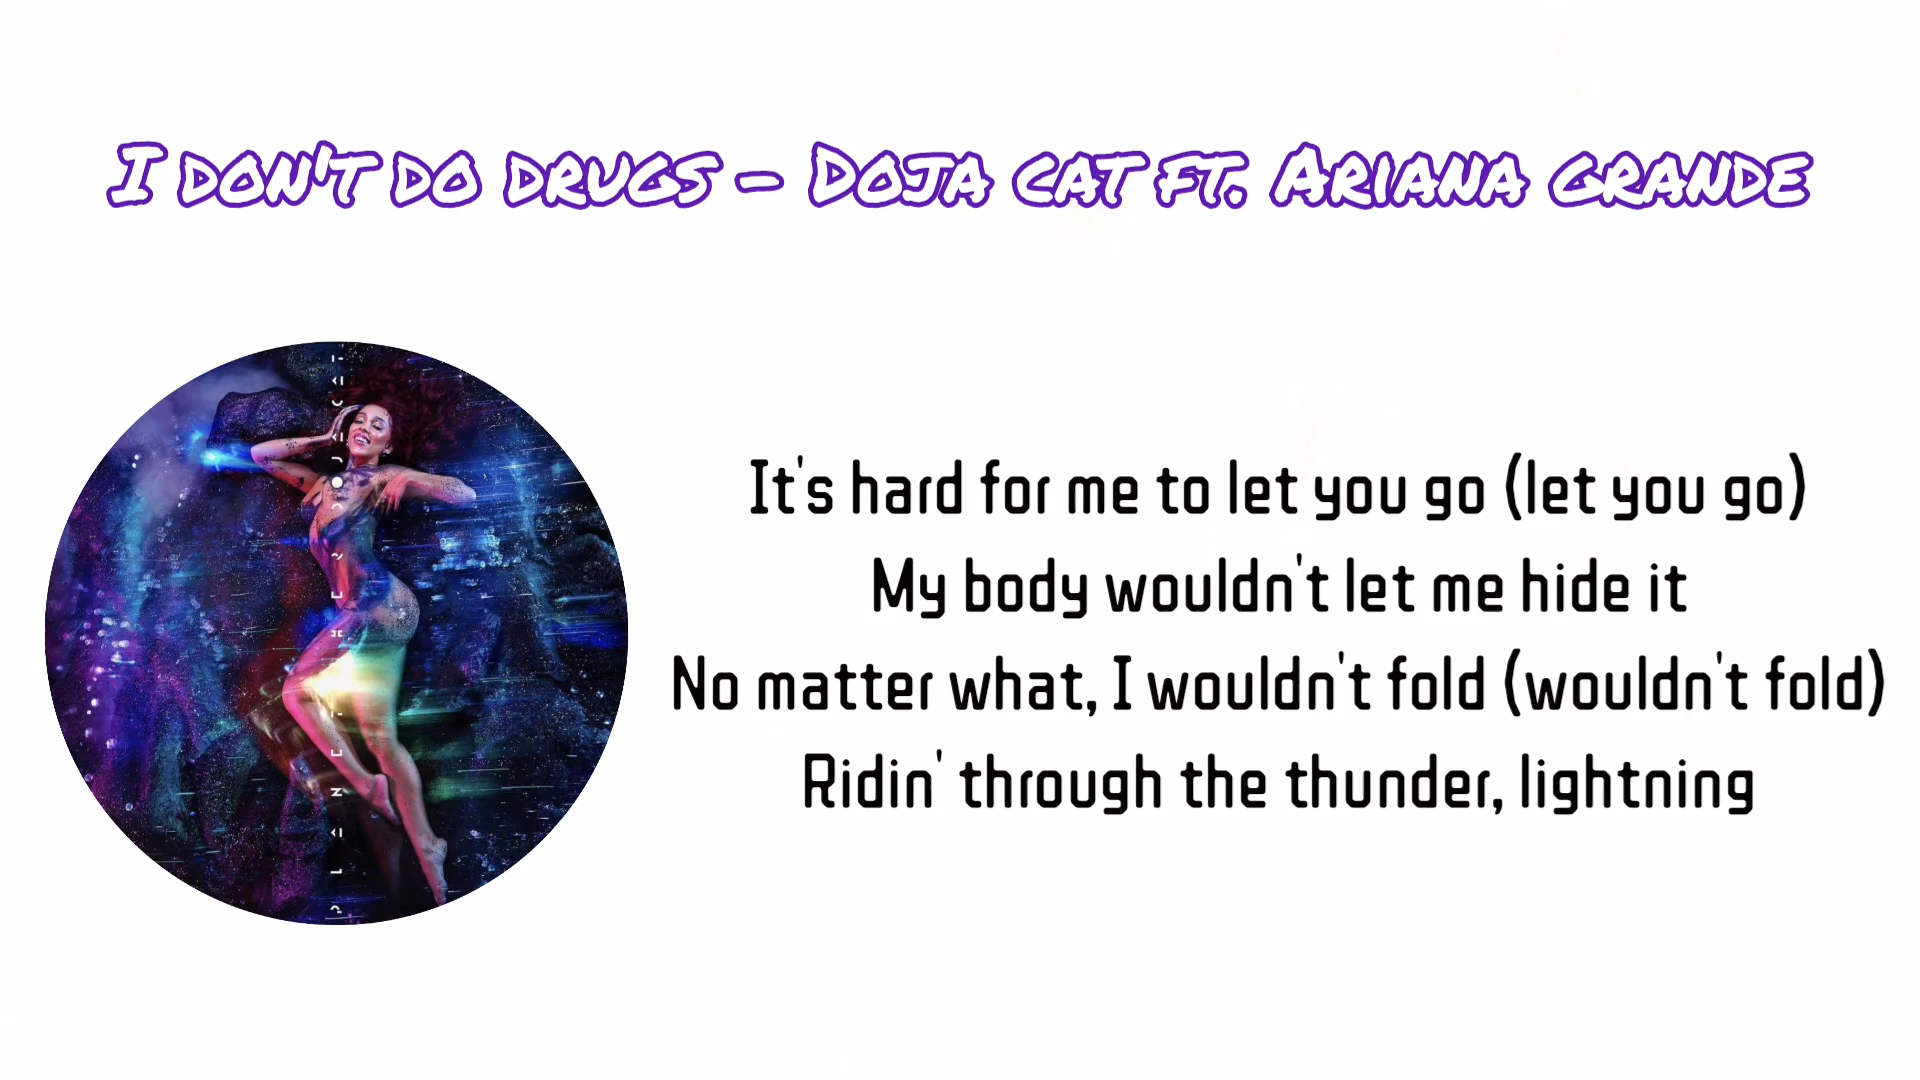 I don't do drugs - Doja cat ft. Ariana grande
It's hard for me to let you go (let you go)
My body wouldn't let me hide it
No matter what, I wouldn't fold (wouldn't fold)
Ridin' through the thunder, lightning